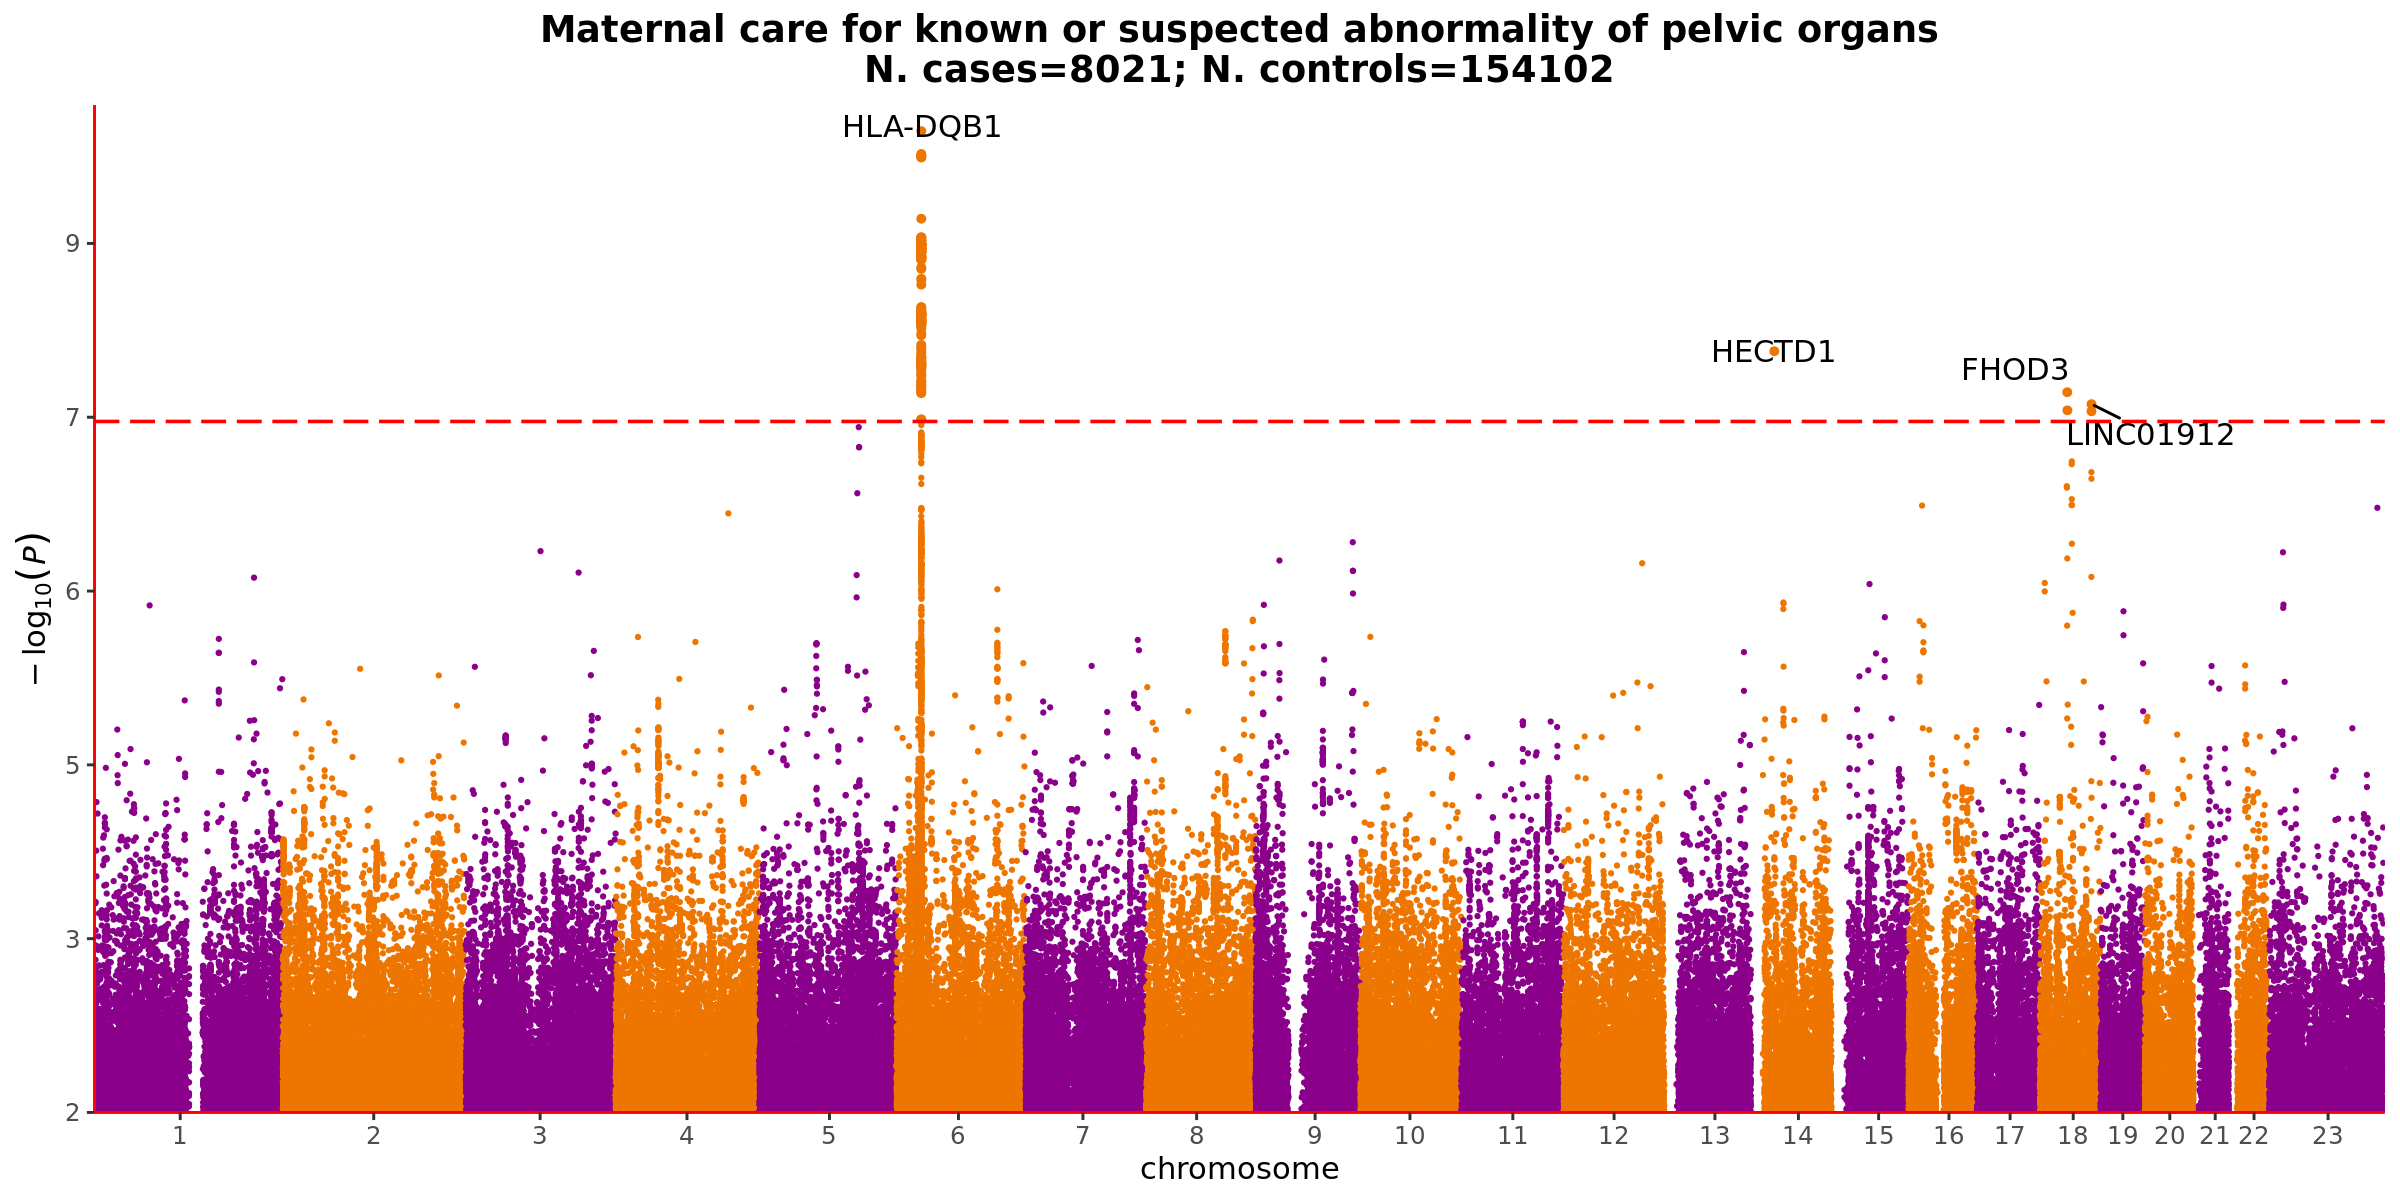 Maternal care for known or suspected abnormality of pelvic organs
N. cases=8021; N. controls=154102
HLA-DQB1
HECTD1
FHOD3
LINC01912
9
7
6
5
3
2
− log10(P)
1 2 3 4 5 6 7 8 9 10 11 12 13 14 15 16 17 18 19 20 21 22 23
chromosome